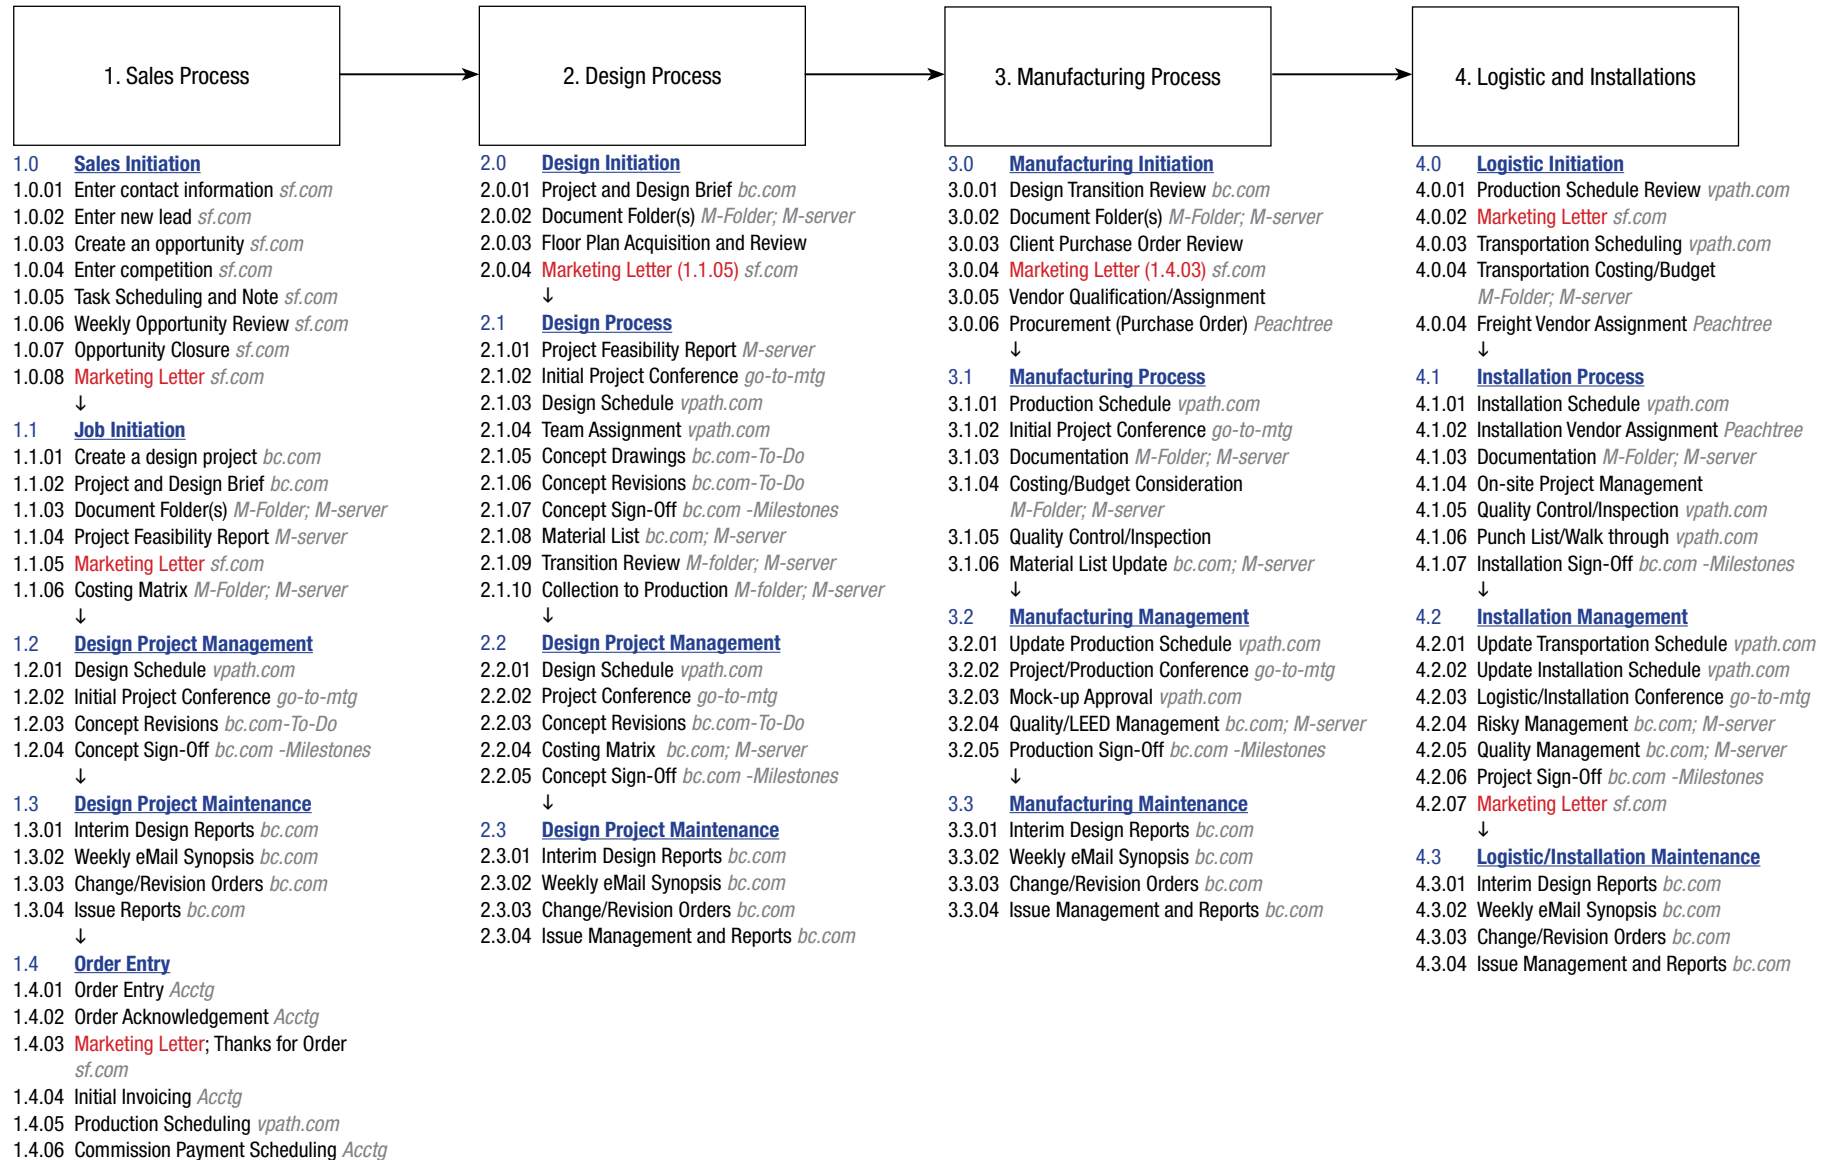 1. Sales Process
2. Design Process
3. Manufacturing Process
4. Logistic and Installations
1.0 Sales Initiation
1.0.01 Enter contact information sf.com
1.0.02 Enter new lead sf.com
1.0.03 Create an opportunity sf.com
1.0.04 Enter competition sf.com
1.0.05 Task Scheduling and Note sf.com
1.0.06 Weekly Opportunity Review sf.com
1.0.07 Opportunity Closure sf.com
1.0.08 Marketing Letter sf.com
1.1 Job Initiation
1.1.01 Create a design project bc.com
1.1.02 Project and Design Brief bc.com
1.1.03 Document Folder(s) M-Folder; M-server
1.1.04 Project Feasibility Report M-server
1.1.05 Marketing Letter sf.com
1.1.06 Costing Matrix M-Folder; M-server
1.2 Design Project Management
1.2.01 Design Schedule vpath.com
1.2.02 Initial Project Conference go-to-mtg
1.2.03 Concept Revisions bc.com-To-Do
1.2.04 Concept Sign-Off bc.com -Milestones
1.3 Design Project Maintenance
1.3.01 Interim Design Reports bc.com
1.3.02 Weekly eMail Synopsis bc.com
1.3.03 Change/Revision Orders bc.com
1.3.04 Issue Reports bc.com
1.4 Order Entry
1.4.01 Order Entry Acctg
1.4.02 Order Acknowledgement Acctg
1.4.03 Marketing Letter; Thanks for Order
sf.com
1.4.04 Initial Invoicing Acctg
1.4.05 Production Scheduling vpath.com
1.4.06 Commission Payment Scheduling Acctg
2.0 Design Initiation
2.0.01 Project and Design Brief bc.com
2.0.02 Document Folder(s) M-Folder; M-server
2.0.03 Floor Plan Acquisition and Review
2.0.04 Marketing Letter (1.1.05) sf.com
2.1 Design Process
2.1.01 Project Feasibility Report M-server
2.1.02 Initial Project Conference go-to-mtg
2.1.03 Design Schedule vpath.com
2.1.04 Team Assignment vpath.com
2.1.05 Concept Drawings bc.com-To-Do
2.1.06 Concept Revisions bc.com-To-Do
2.1.07 Concept Sign-Off bc.com -Milestones
2.1.08 Material List bc.com; M-server
2.1.09 Transition Review M-folder; M-server
2.1.10 Collection to Production M-folder; M-server
2.2 Design Project Management
2.2.01 Design Schedule vpath.com
2.2.02 Project Conference go-to-mtg
2.2.03 Concept Revisions bc.com-To-Do
2.2.04 Costing Matrix bc.com; M-server
2.2.05 Concept Sign-Off bc.com -Milestones
2.3 Design Project Maintenance
2.3.01 Interim Design Reports bc.com
2.3.02 Weekly eMail Synopsis bc.com
2.3.03 Change/Revision Orders bc.com
2.3.04 Issue Management and Reports bc.com
3.0 Manufacturing Initiation
3.0.01 Design Transition Review bc.com
3.0.02 Document Folder(s) M-Folder; M-server
3.0.03 Client Purchase Order Review
3.0.04 Marketing Letter (1.4.03) sf.com
3.0.05 Vendor Qualification/Assignment
3.0.06 Procurement (Purchase Order) Peachtree
3.1 Manufacturing Process
3.1.01 Production Schedule vpath.com
3.1.02 Initial Project Conference go-to-mtg
3.1.03 Documentation M-Folder; M-server
3.1.04 Costing/Budget Consideration
M-Folder; M-server
3.1.05 Quality Control/Inspection
3.1.06 Material List Update bc.com; M-server
3.2 Manufacturing Management
3.2.01 Update Production Schedule vpath.com
3.2.02 Project/Production Conference go-to-mtg
3.2.03 Mock-up Approval vpath.com
3.2.04 Quality/LEED Management bc.com; M-server
3.2.05 Production Sign-Off bc.com -Milestones
3.3 Manufacturing Maintenance
3.3.01 Interim Design Reports bc.com
3.3.02 Weekly eMail Synopsis bc.com
3.3.03 Change/Revision Orders bc.com
3.3.04 Issue Management and Reports bc.com
4.0 Logistic Initiation
4.0.01 Production Schedule Review vpath.com
4.0.02 Marketing Letter sf.com
4.0.03 Transportation Scheduling vpath.com
4.0.04 Transportation Costing/Budget
M-Folder; M-server
4.0.04 Freight Vendor Assignment Peachtree
4.1 Installation Process
4.1.01 Installation Schedule vpath.com
4.1.02 Installation Vendor Assignment Peachtree
4.1.03 Documentation M-Folder; M-server
4.1.04 On-site Project Management
4.1.05 Quality Control/Inspection vpath.com
4.1.06 Punch List/Walk through vpath.com
4.1.07 Installation Sign-Off bc.com -Milestones
4.2 Installation Management
4.2.01 Update Transportation Schedule vpath.com
4.2.02 Update Installation Schedule vpath.com
4.2.03 Logistic/Installation Conference go-to-mtg
4.2.04 Risky Management bc.com; M-server
4.2.05 Quality Management bc.com; M-server
4.2.06 Project Sign-Off bc.com -Milestones
4.2.07 Marketing Letter sf.com
4.3 Logistic/Installation Maintenance
4.3.01 Interim Design Reports bc.com
4.3.02 Weekly eMail Synopsis bc.com
4.3.03 Change/Revision Orders bc.com
4.3.04 Issue Management and Reports bc.com